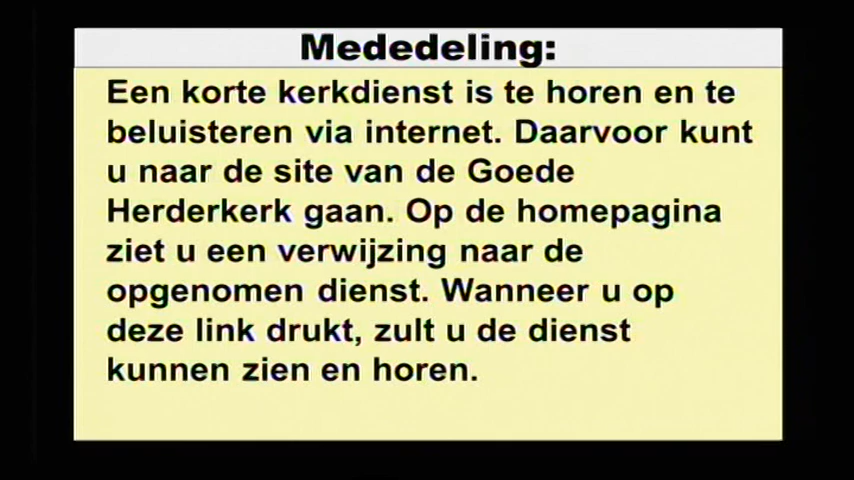 Mededeling:
Een korte kerkdienst is te horen en te
beluisteren via internet. Daarvoor kunt
u naar de site van de Goede
Herderkerk gaan. Op de homepagina
ziet u een verwijzing naar de
opgenomen dienst. Wanneer u op
deze link drukt, zult u de dienst
kunnen zien en horen.